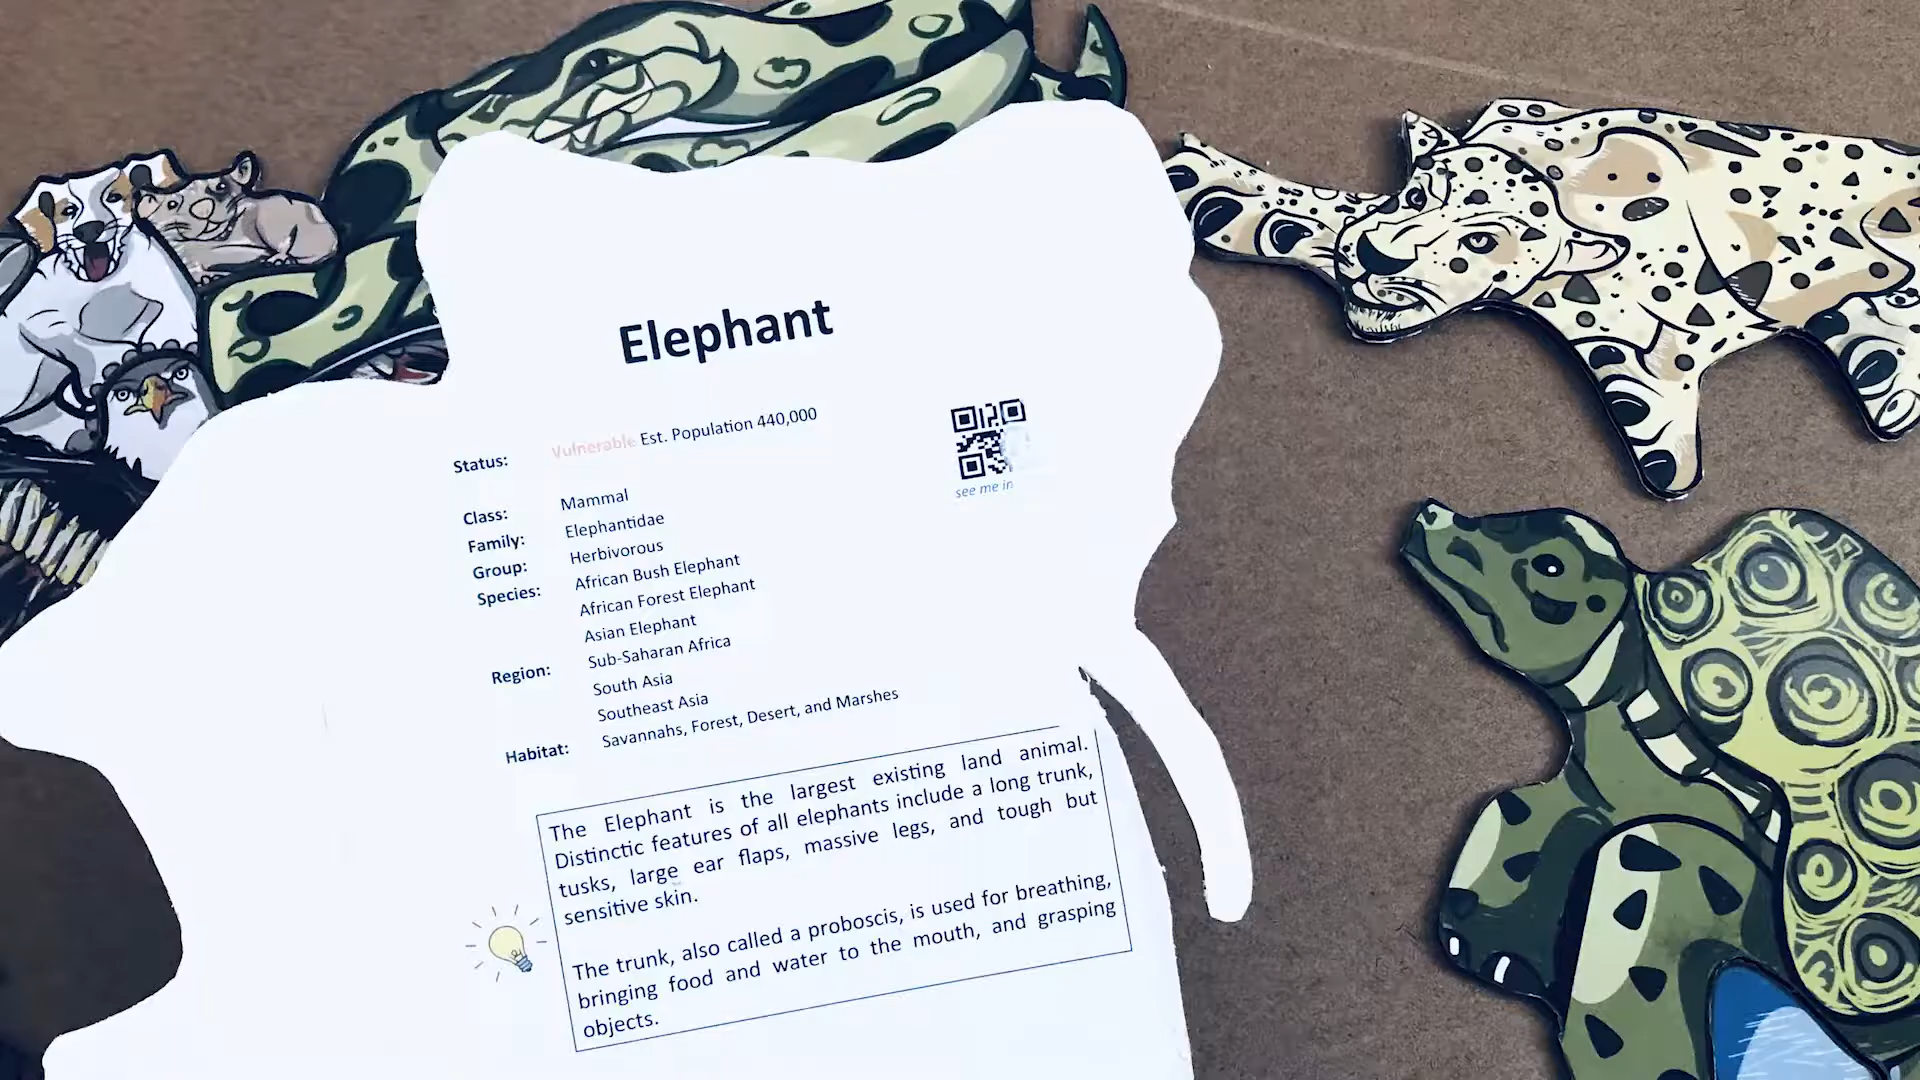 Elephant
Status: Vulnerable Est. Population 440,000
see me in
Class: Mammal
Family: Elephantidae
Group: Herbivorous
Species: African Bush Elephant
African Forest Elephant
Asian Elephant
Region: Sub-Saharan Africa
South Asia
Southeast Asia
Habitat: Savannahs, Forest, Desert, and Marshes
The Elephant is the largest existing land animal.
Distinctic features of all elephants include a long trunk,
tusks, large ear flaps, massive legs, and tough but
sensitive skin.
The trunk, also called a proboscis, is used for breathing,
bringing food and water to the mouth, and grasping
objects.